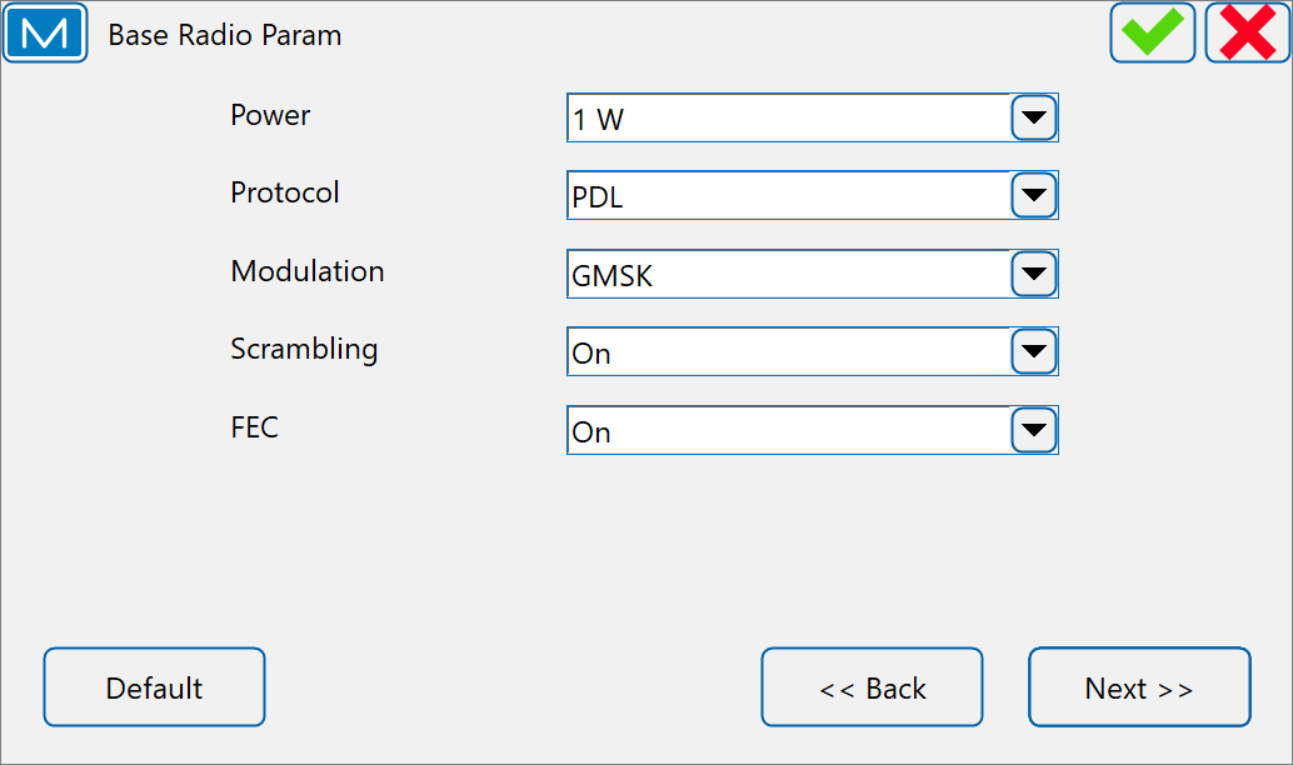 M Base Radio Param
Power 1 W
Protocol PDL
Modulation GMSK
Scrambling On
FEC On
Default << Back Next >>